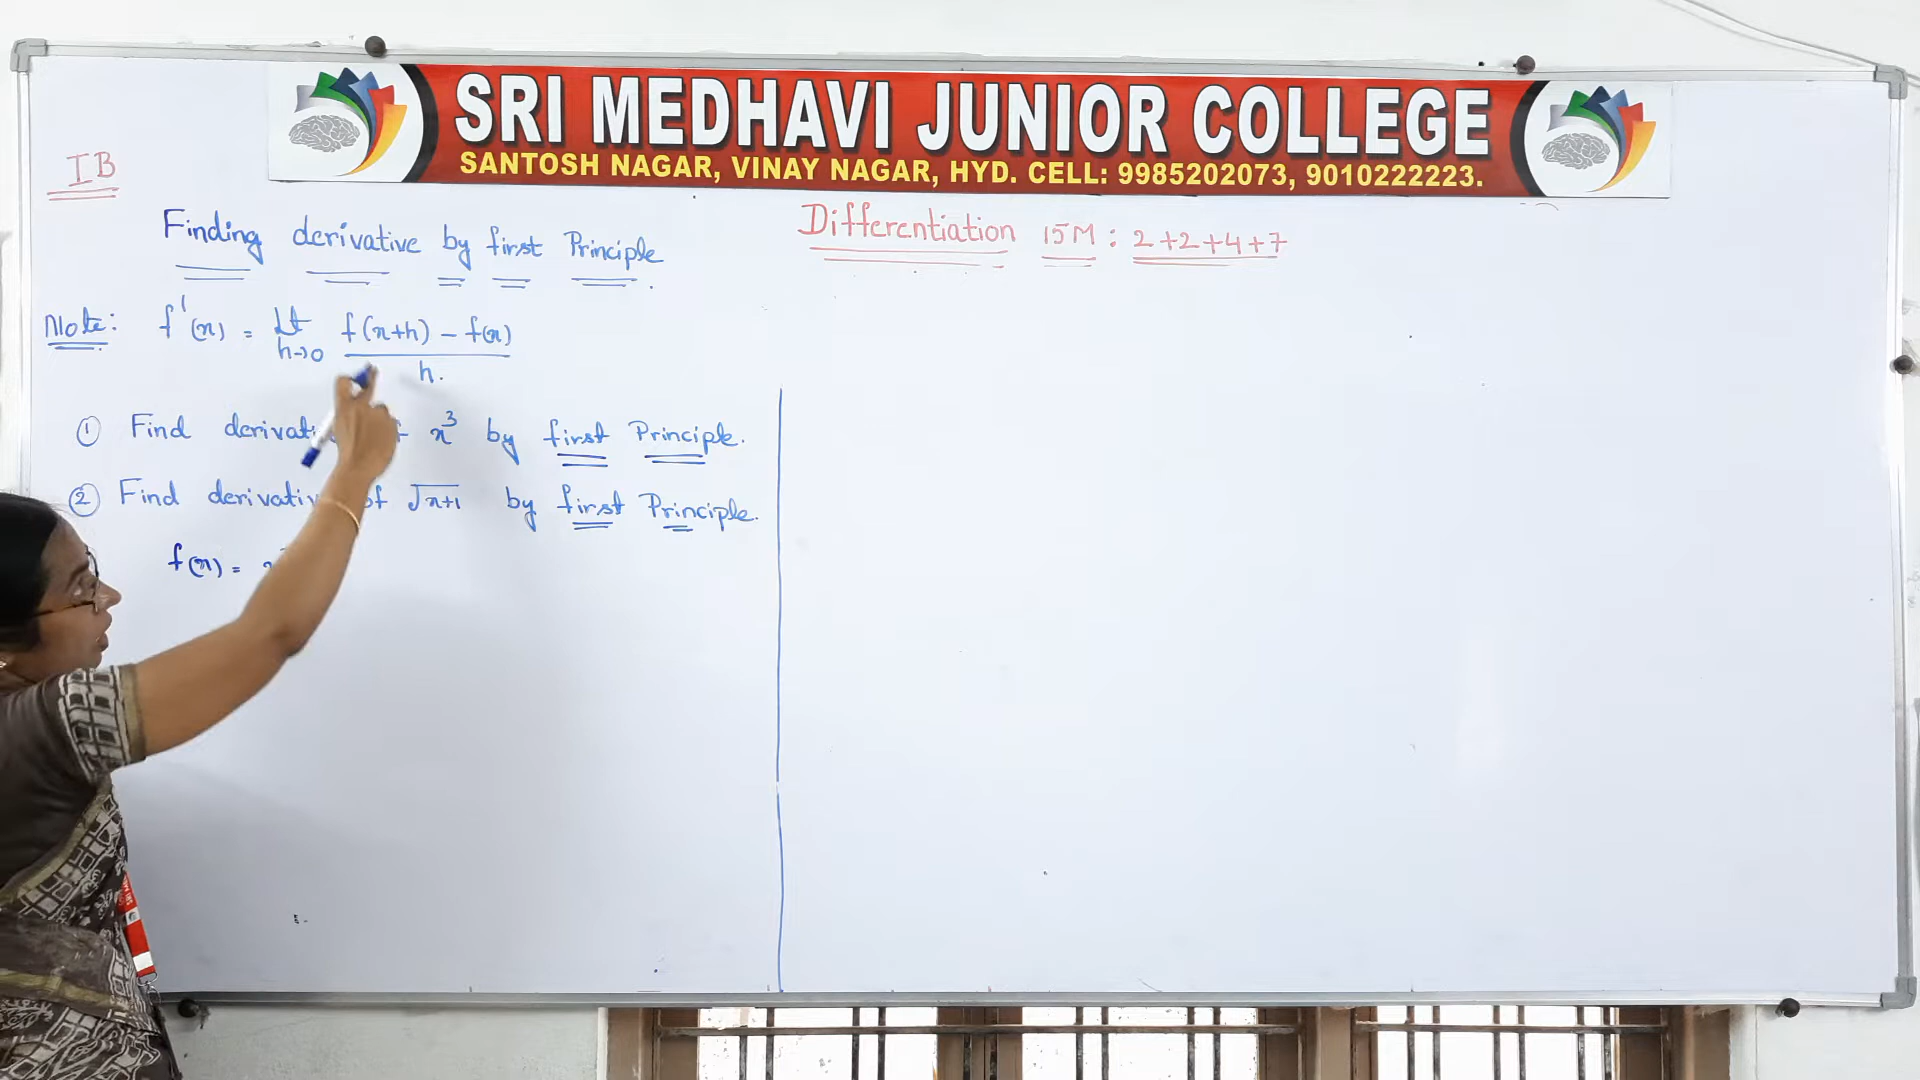 SRI MEDHAVI JUNIOR COLLEGE
SANTOSH NAGAR, VINAY NAGAR, HYD. CELL: 9985202073, 9010222223.
IB
Differentiation 15M : 2+2+4+7
Finding derivative by first Principle.
Note: f'(x) = Lt h→0 f(x+h) - f(x) / h.
① Find derivati of x³ by first Principle.
② Find derivativ of √x+1 by first Principle.
f(x) =